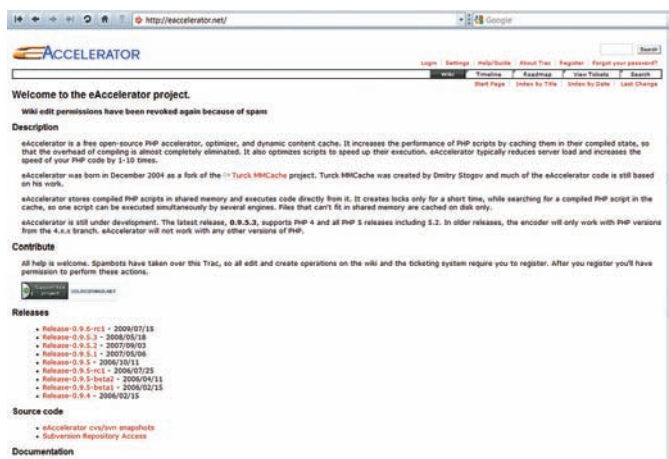 http://eaccelerator.net/
Google
EACCELERATOR
Search
Login Settings Help/Guide About Trac Register Forgot your password?
Wiki Timeline Roadmap View Tickets Search
Start Page Index by Title Index by Date Last Change
Welcome to the eAccelerator project.
Wiki edit permissions have been revoked again because of spam
Description
eAccelerator is a free open-source PHP accelerator, optimizer, and dynamic content cache. It increases the performance of PHP scripts by caching them in their compiled state, so
that the overhead of compiling is almost completely eliminated. It also optimizes scripts to speed up their execution. eAccelerator typically reduces server load and increases the
speed of your PHP code by 1-10 times.
eAccelerator was born in December 2004 as a fork of the Turck MMCache project. Turck MMCache was created by Dmitry Stogov and much of the eAccelerator code is still based
on his work.
eAccelerator stores compiled PHP scripts in shared memory and executes code directly from it. It creates locks only for a short time, while searching for a compiled PHP script in the
cache, so one script can be executed simultaneously by several engines. Files that can't fit in shared memory are cached on disk only.
eAccelerator is still under development. The latest release, 0.9.5.3, supports PHP 4 and all PHP 5 releases including 5.2. In older releases, the encoder will only work with PHP versions
from the 4.x.x branch. eAccelerator will not work with any other versions of PHP.
Contribute
All help is welcome. Spambots have taken over this Trac, so all edit and create operations on the wiki and the ticketing system require you to register. After you register you'll have
permission to perform these actions.
Support this
project
SOURCEFORGE.NET
Releases
Release-0.9.6-rc1 - 2009/07/15
Release-0.9.5.3 - 2008/05/18
Release-0.9.5.2 - 2007/09/03
Release-0.9.5.1 - 2007/05/06
Release-0.9.5 - 2006/10/11
Release-0.9.5-rc1 - 2006/07/25
Release-0.9.5-beta2 - 2006/04/11
Release-0.9.5-beta1 - 2006/02/15
Release-0.9.4 - 2006/02/15
Source code
eAccelerator cvs/svn snapshots
Subversion Repository Access
Documentation